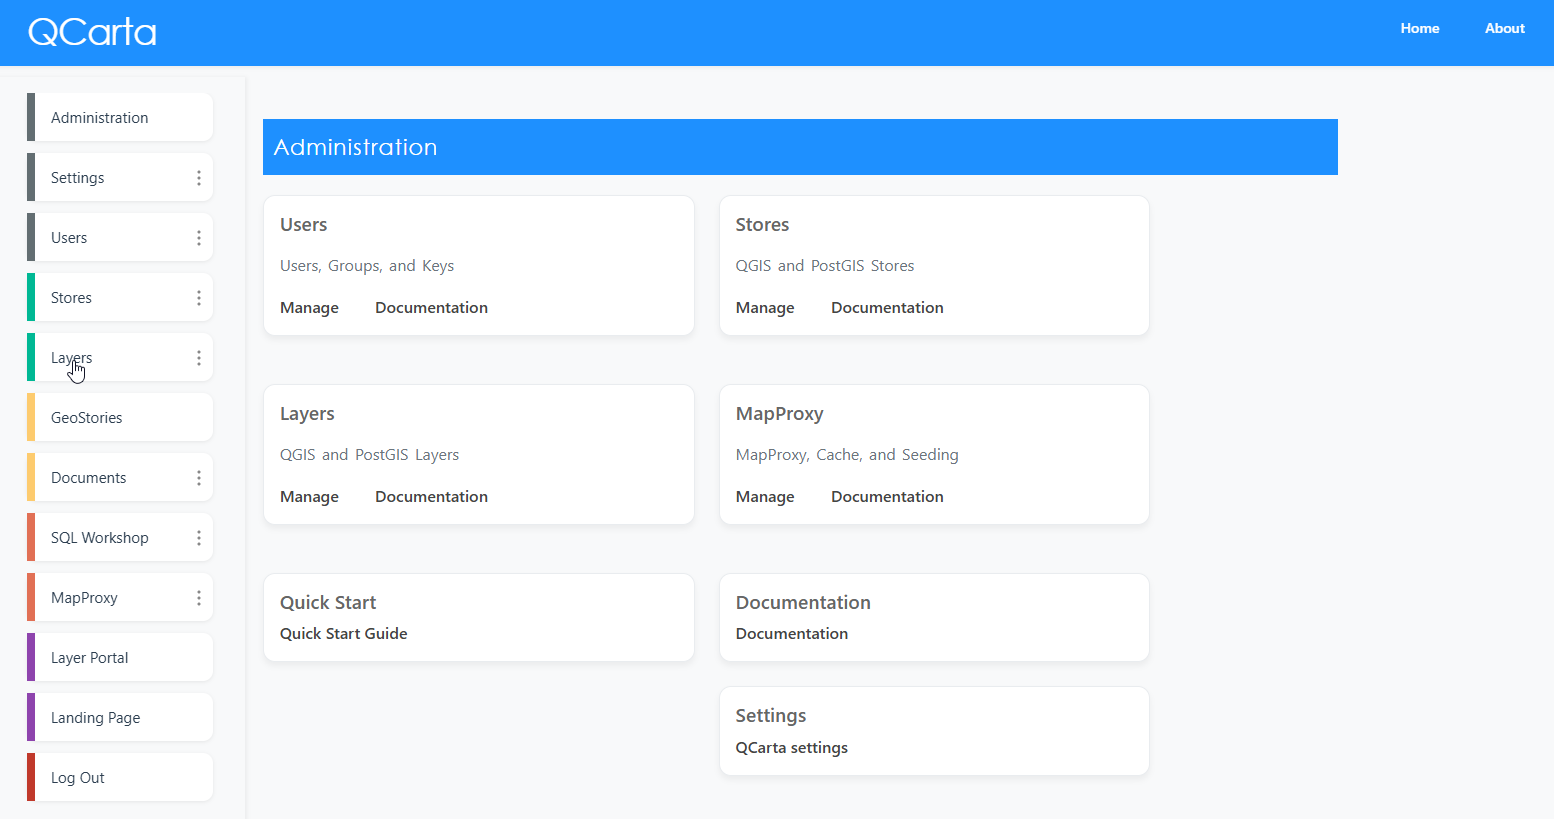 QCarta
Home About
Administration
Settings
Users
Stores
Layers
GeoStories
Documents
SQL Workshop
MapProxy
Layer Portal
Landing Page
Log Out
Administration
Users
Users, Groups, and Keys
Manage Documentation
Stores
QGIS and PostGIS Stores
Manage Documentation
Layers
QGIS and PostGIS Layers
Manage Documentation
MapProxy
MapProxy, Cache, and Seeding
Manage Documentation
Quick Start
Quick Start Guide
Documentation
Documentation
Settings
QCarta settings